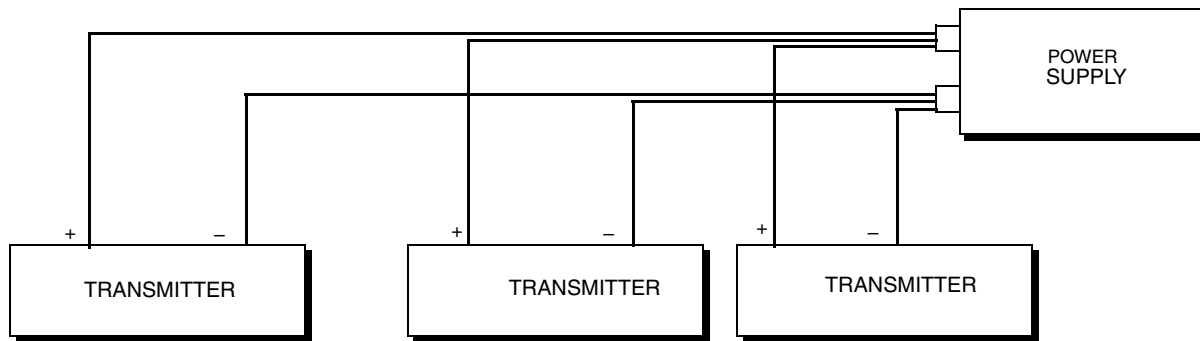 POWER
SUPPLY
+ – + – + –
TRANSMITTER TRANSMITTER TRANSMITTER